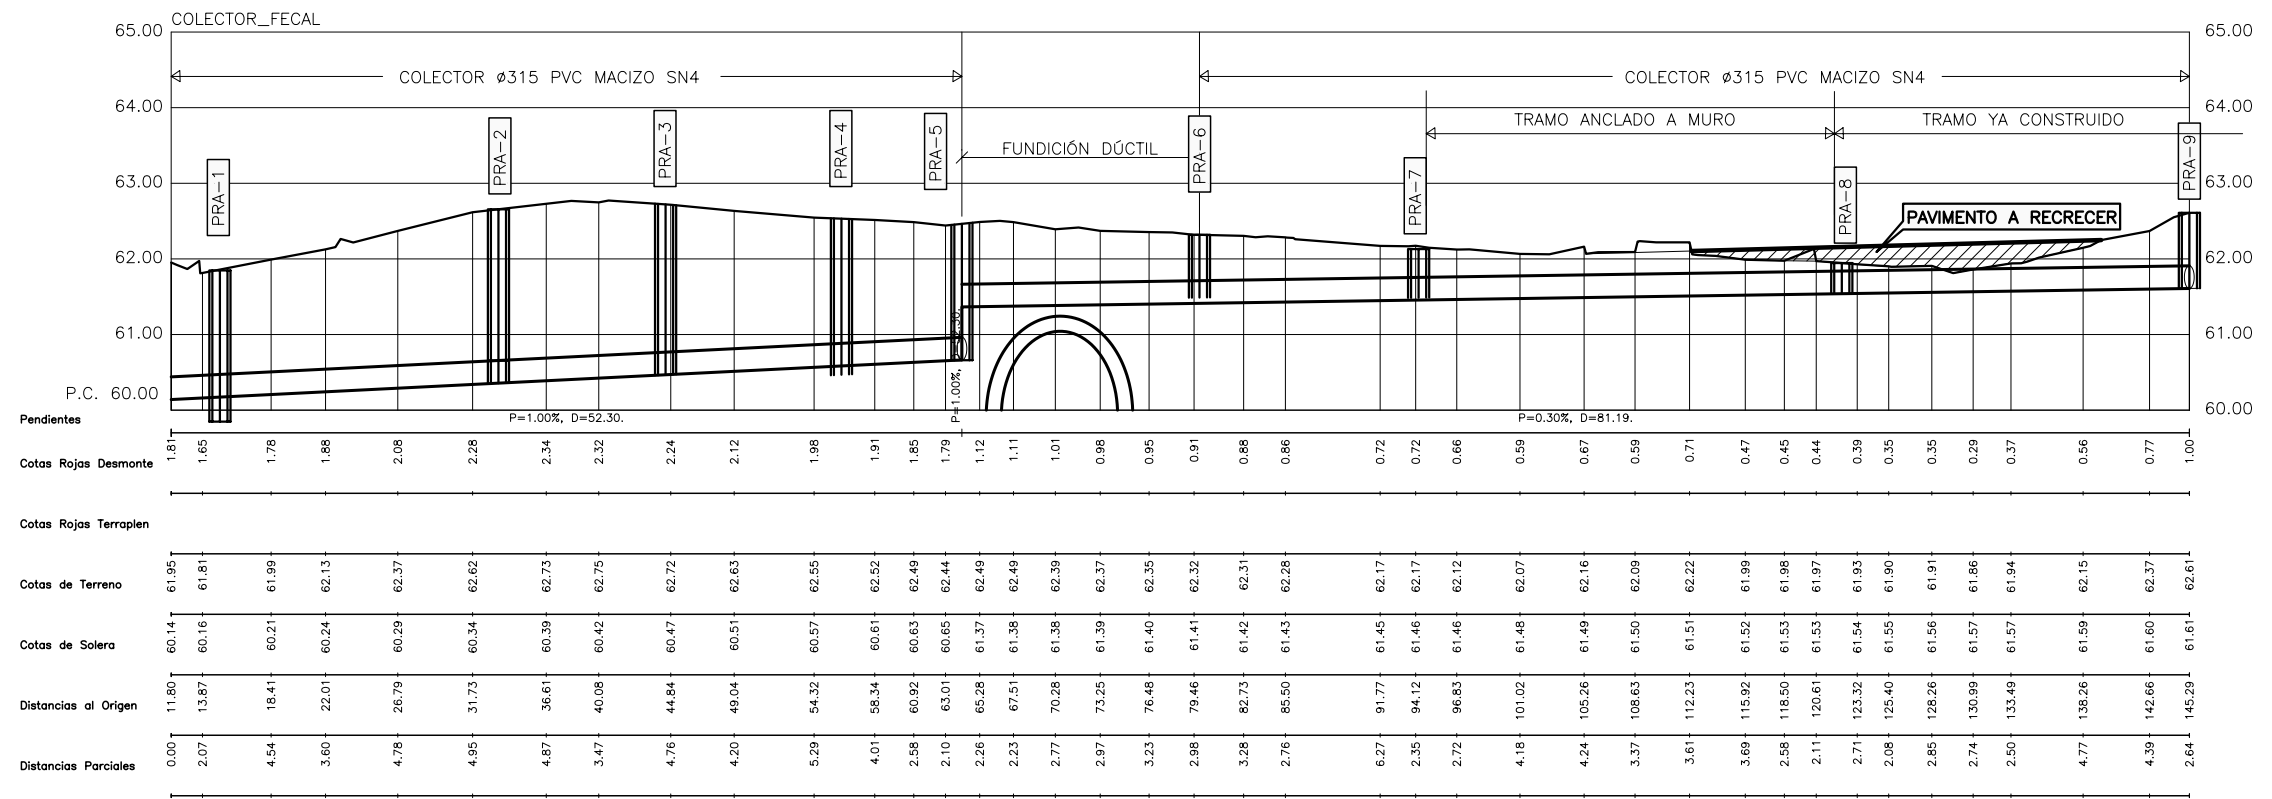 COLECTOR_FECAL
65.00 65.00
COLECTOR ø315 PVC MACIZO SN4 COLECTOR ø315 PVC MACIZO SN4
64.00 64.00
TRAMO ANCLADO A MURO TRAMO YA CONSTRUIDO
FUNDICIÓN DÚCTIL
PRA-1 PRA-2 PRA-3 PRA-4 PRA-5 PRA-6 PRA-7 PRA-8 PRA-9
63.00 63.00
PAVIMENTO A RECRECER
62.00 62.00
61.00 61.00
P.C. 60.00 60.00
Pendientes P=1.00%, D=52.30. P=1.00%, P=0.30%, D=81.19.
Cotas Rojas Desmonte 1.81 1.65 1.78 1.88 2.08 2.28 2.34 2.32 2.24 2.12 1.98 1.91 1.85 1.79 1.12 1.11 1.01 0.98 0.95 0.91 0.88 0.86 0.72 0.72 0.66 0.59 0.67 0.59 0.71 0.47 0.45 0.44 0.39 0.35 0.35 0.29 0.37 0.56 0.77 1.00
Cotas Rojas Terraplen
Cotas de Terreno 61.95 61.81 61.99 62.13 62.37 62.62 62.73 62.75 62.72 62.63 62.55 62.52 62.49 62.44 62.49 62.49 62.39 62.37 62.35 62.32 62.31 62.28 62.17 62.17 62.12 62.07 62.16 62.09 62.22 61.99 61.98 61.97 61.93 61.90 61.91 61.86 61.94 62.15 62.37 62.61
Cotas de Solera 60.14 60.16 60.21 60.24 60.29 60.34 60.39 60.42 60.47 60.51 60.57 60.61 60.63 60.65 61.37 61.38 61.38 61.39 61.40 61.41 61.42 61.43 61.45 61.46 61.46 61.48 61.49 61.50 61.51 61.52 61.53 61.53 61.54 61.55 61.56 61.57 61.57 61.59 61.60 61.61
Distancias al Origen 11.80 13.87 18.41 22.01 26.79 31.73 36.61 40.08 44.84 49.04 54.32 58.34 60.92 63.01 65.28 67.51 70.28 73.25 76.48 79.46 82.73 85.50 91.77 94.12 96.83 101.02 105.26 108.63 112.23 115.92 118.50 120.61 123.32 125.40 128.26 130.99 133.49 138.26 142.66 145.29
Distancias Parciales 0.00 2.07 4.54 3.60 4.78 4.95 4.87 3.47 4.76 4.20 5.29 4.01 2.58 2.10 2.26 2.23 2.77 2.97 3.23 2.98 3.28 2.76 6.27 2.35 2.72 4.18 4.24 3.37 3.61 3.69 2.58 2.11 2.71 2.08 2.85 2.74 2.50 4.77 4.39 2.64